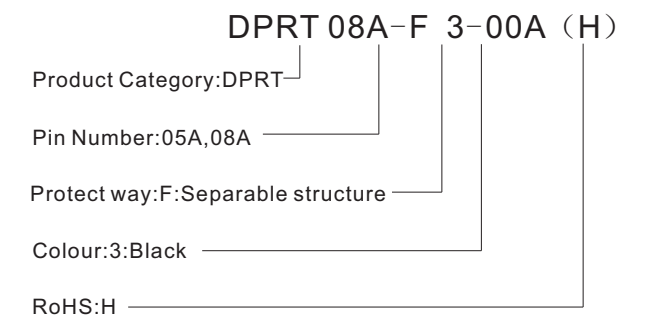 DPRT 08A-F 3-00A（H）
Product Category:DPRT
Pin Number:05A,08A
Protect way:F:Separable structure
Colour:3:Black
RoHS:H